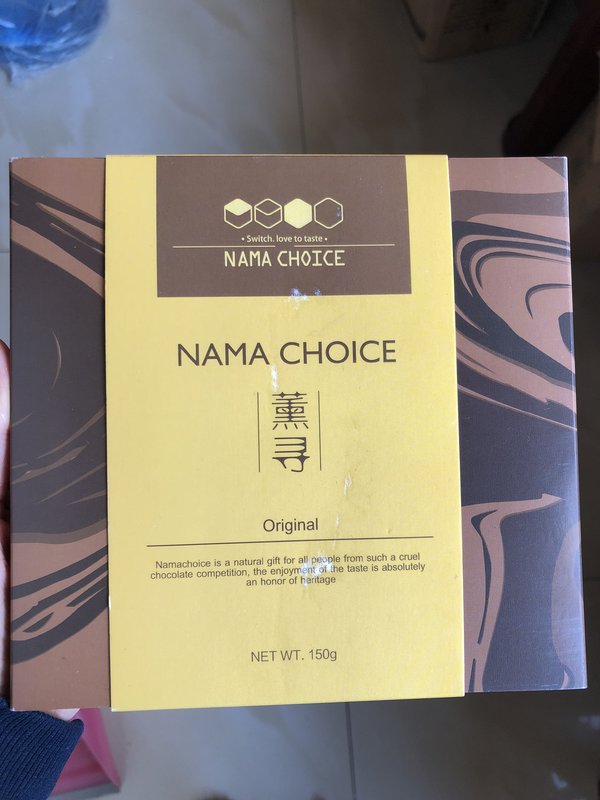 • Switch. love to taste •
NAMA CHOICE
NAMA CHOICE
薰
寻
Original
Namachoice is a natural gift for all people from such a cruel
chocolate competition, the enjoyment of the taste is absolutely
an honor of heritage
NET WT. 150g